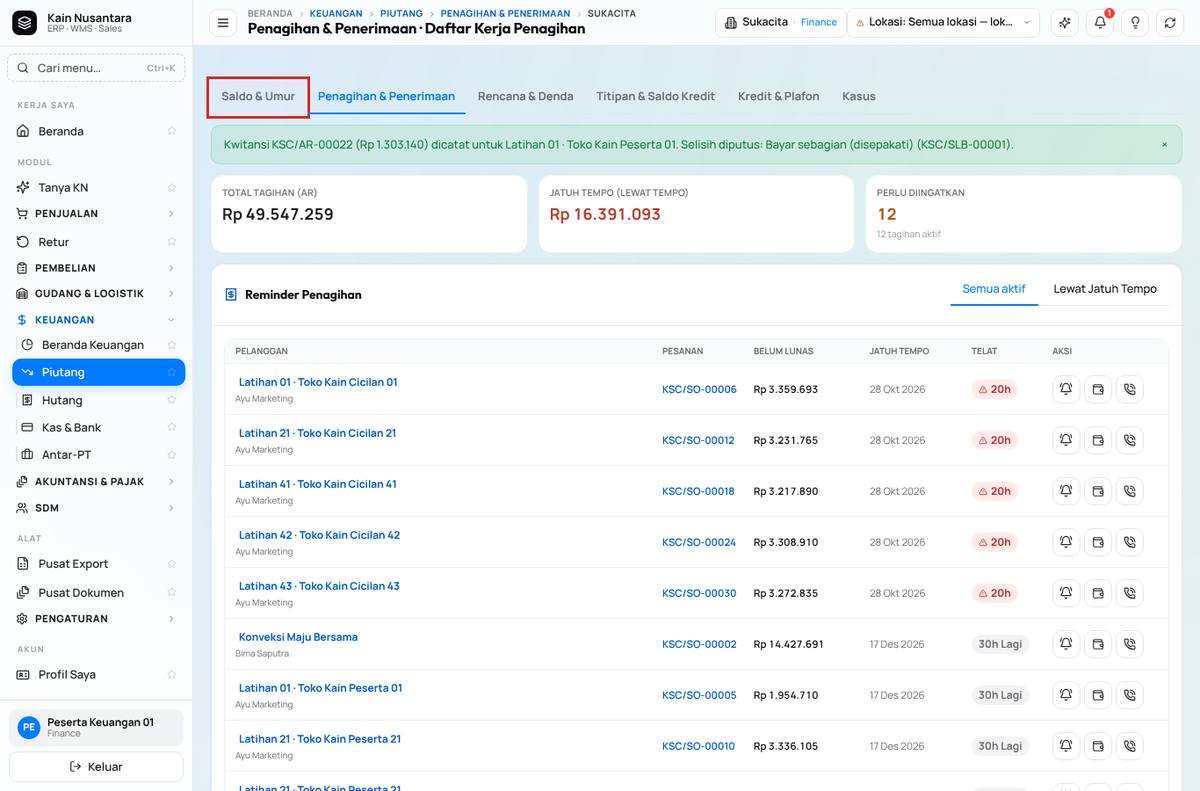 Kain Nusantara
ERP · WMS · Sales
Cari menu... Ctrl+K
KERJA SAYA
Beranda
MODUL
Tanya KN
PENJUALAN
Retur
PEMBELIAN
GUDANG & LOGISTIK
KEUANGAN
Beranda Keuangan
Piutang
Hutang
Kas & Bank
Antar-PT
AKUNTANSI & PAJAK
SDM
ALAT
Pusat Export
Pusat Dokumen
PENGATURAN
AKUN
Profil Saya
PE
Peserta Keuangan 01
Finance
Keluar
BERANDA > KEUANGAN > PIUTANG > PENAGIHAN & PENERIMAAN > SUKACITA
Penagihan & Penerimaan · Daftar Kerja Penagihan
Sukacita · Finance
Lokasi: Semua lokasi — lok...
1
Saldo & Umur Penagihan & Penerimaan Rencana & Denda Titipan & Saldo Kredit Kredit & Plafon Kasus
Kwitansi KSC/AR-00022 (Rp 1.303.140) dicatat untuk Latihan 01 · Toko Kain Peserta 01. Selisih diputus: Bayar sebagian (disepakati) (KSC/SLB-00001). ×
TOTAL TAGIHAN (AR)
Rp 49.547.259
JATUH TEMPO (LEWAT TEMPO)
Rp 16.391.093
PERLU DIINGATKAN
12
12 tagihan aktif
Reminder Penagihan
Semua aktif Lewat Jatuh Tempo
PELANGGAN PESANAN BELUM LUNAS JATUH TEMPO TELAT AKSI
Latihan 01 · Toko Kain Cicilan 01 KSC/SO-00006 Rp 3.359.693 28 Okt 2026 20h
Ayu Marketing
Latihan 21 · Toko Kain Cicilan 21 KSC/SO-00012 Rp 3.231.765 28 Okt 2026 20h
Ayu Marketing
Latihan 41 · Toko Kain Cicilan 41 KSC/SO-00018 Rp 3.217.890 28 Okt 2026 20h
Ayu Marketing
Latihan 42 · Toko Kain Cicilan 42 KSC/SO-00024 Rp 3.308.910 28 Okt 2026 20h
Ayu Marketing
Latihan 43 · Toko Kain Cicilan 43 KSC/SO-00030 Rp 3.272.835 28 Okt 2026 20h
Ayu Marketing
Konveksi Maju Bersama KSC/SO-00002 Rp 14.427.691 17 Des 2026 30h Lagi
Bima Saputra
Latihan 01 · Toko Kain Peserta 01 KSC/SO-00005 Rp 1.954.710 17 Des 2026 30h Lagi
Ayu Marketing
Latihan 21 · Toko Kain Peserta 21 KSC/SO-00010 Rp 3.336.105 17 Des 2026 30h Lagi
Ayu Marketing
Latihan 21 · Toko Kain Peserta 21